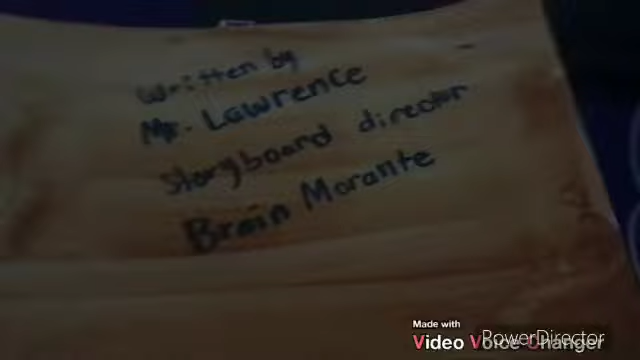 Written by
Mr. Lawrence
Storyboard director
Brain Morante
Made with
Video Voice Changer
PowerDirector